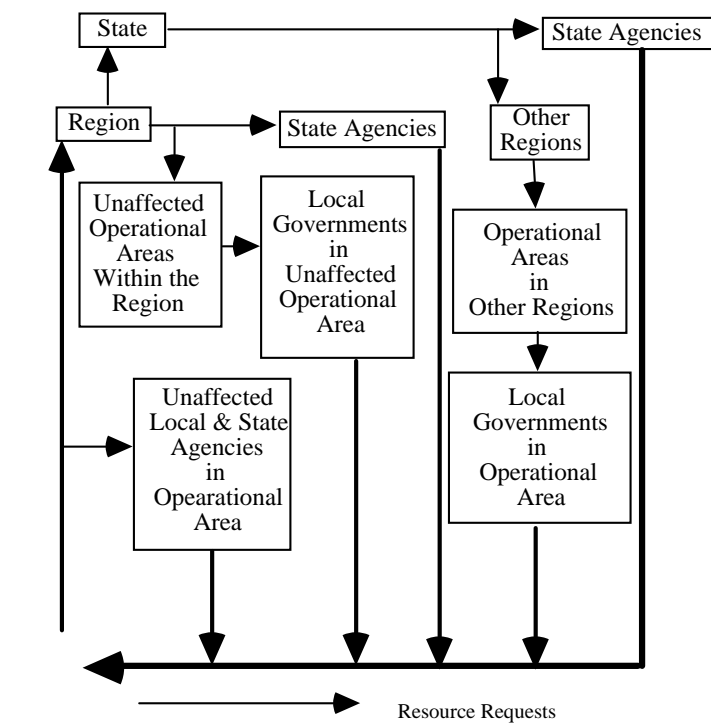 State
State Agencies
Region
State Agencies
Other
Regions
Unaffected
Operational
Areas
Within the
Region
Local
Governments
in
Unaffected
Operational
Area
Operational
Areas
in
Other Regions
Unaffected
Local & State
Agencies
in
Opearational
Area
Local
Governments
in
Operational
Area
Resource Requests